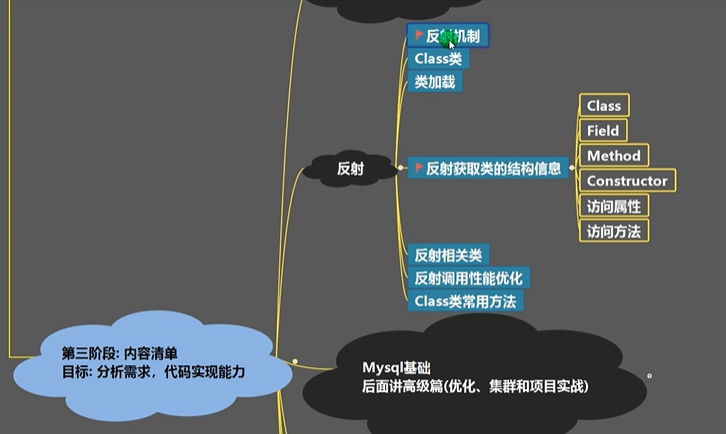 反射机制
Class类
类加载
反射
反射获取类的结构信息
Class
Field
Method
Constructor
访问属性
访问方法
反射相关类
反射调用性能优化
Class类常用方法
第三阶段: 内容清单
目标: 分析需求，代码实现能力
Mysql基础
后面讲高级篇(优化、集群和项目实战)
。